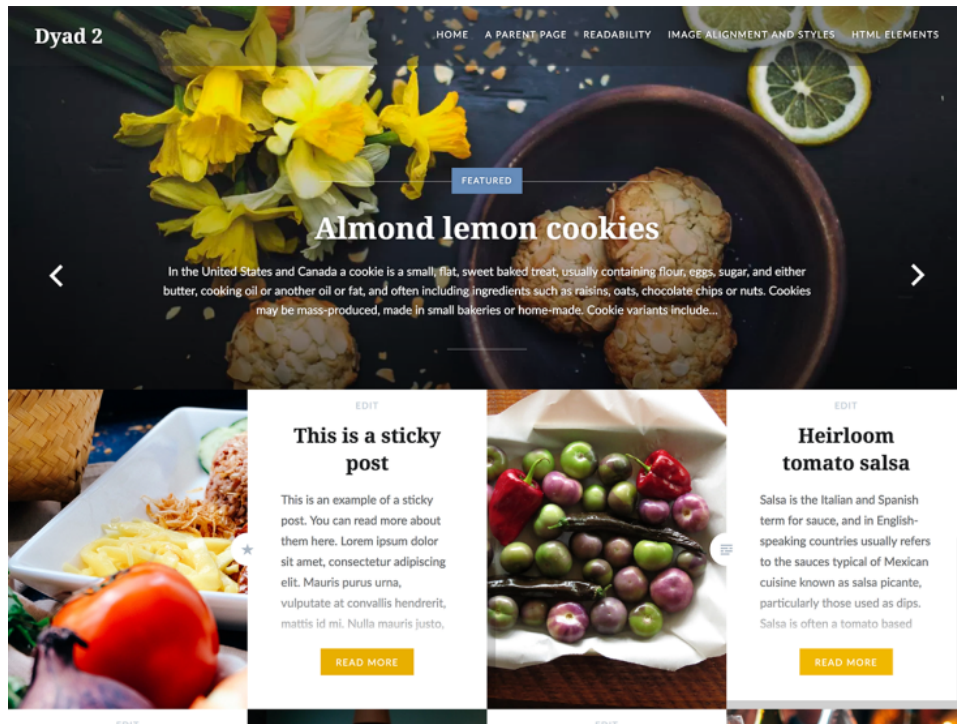 Dyad 2
HOME A PARENT PAGE READABILITY IMAGE ALIGNMENT AND STYLES HTML ELEMENTS
FEATURED
Almond lemon cookies
In the United States and Canada a cookie is a small, flat, sweet baked treat, usually containing flour, eggs, sugar, and either
butter, cooking oil or another oil or fat, and often including ingredients such as raisins, oats, chocolate chips or nuts. Cookies
may be mass-produced, made in small bakeries or home-made. Cookie variants include...
EDIT
This is a sticky
post
This is an example of a sticky
post. You can read more about
them here. Lorem ipsum dolor
sit amet, consectetur adipiscing
elit. Mauris purus urna,
vulputate at convallis hendrerit,
mattis id mi. Nulla mauris justo,
READ MORE
EDIT
Heirloom
tomato salsa
Salsa is the Italian and Spanish
term for sauce, and in English-
speaking countries usually refers
to the sauces typical of Mexican
cuisine known as salsa picante,
particularly those used as dips.
Salsa is often a tomato based
READ MORE
EDIT
EDIT